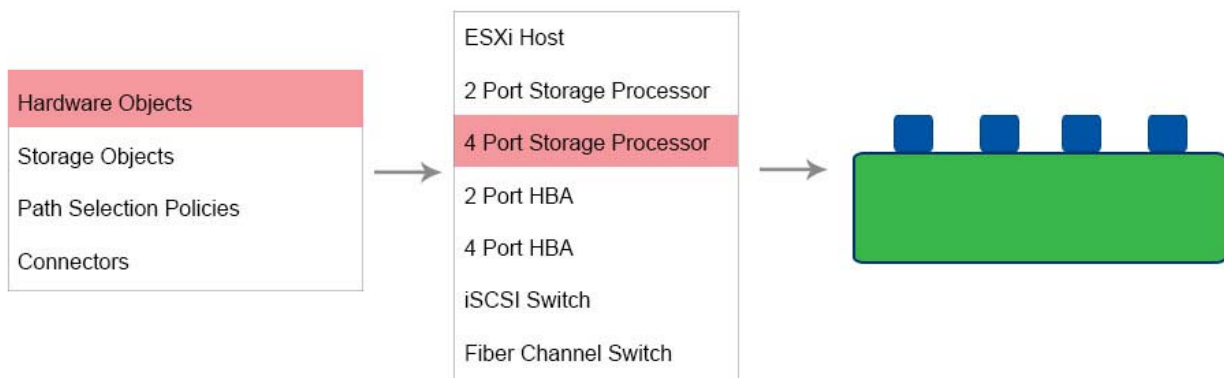 Hardware Objects
Storage Objects
Path Selection Policies
Connectors
ESXi Host
2 Port Storage Processor
4 Port Storage Processor
2 Port HBA
4 Port HBA
iSCSI Switch
Fiber Channel Switch